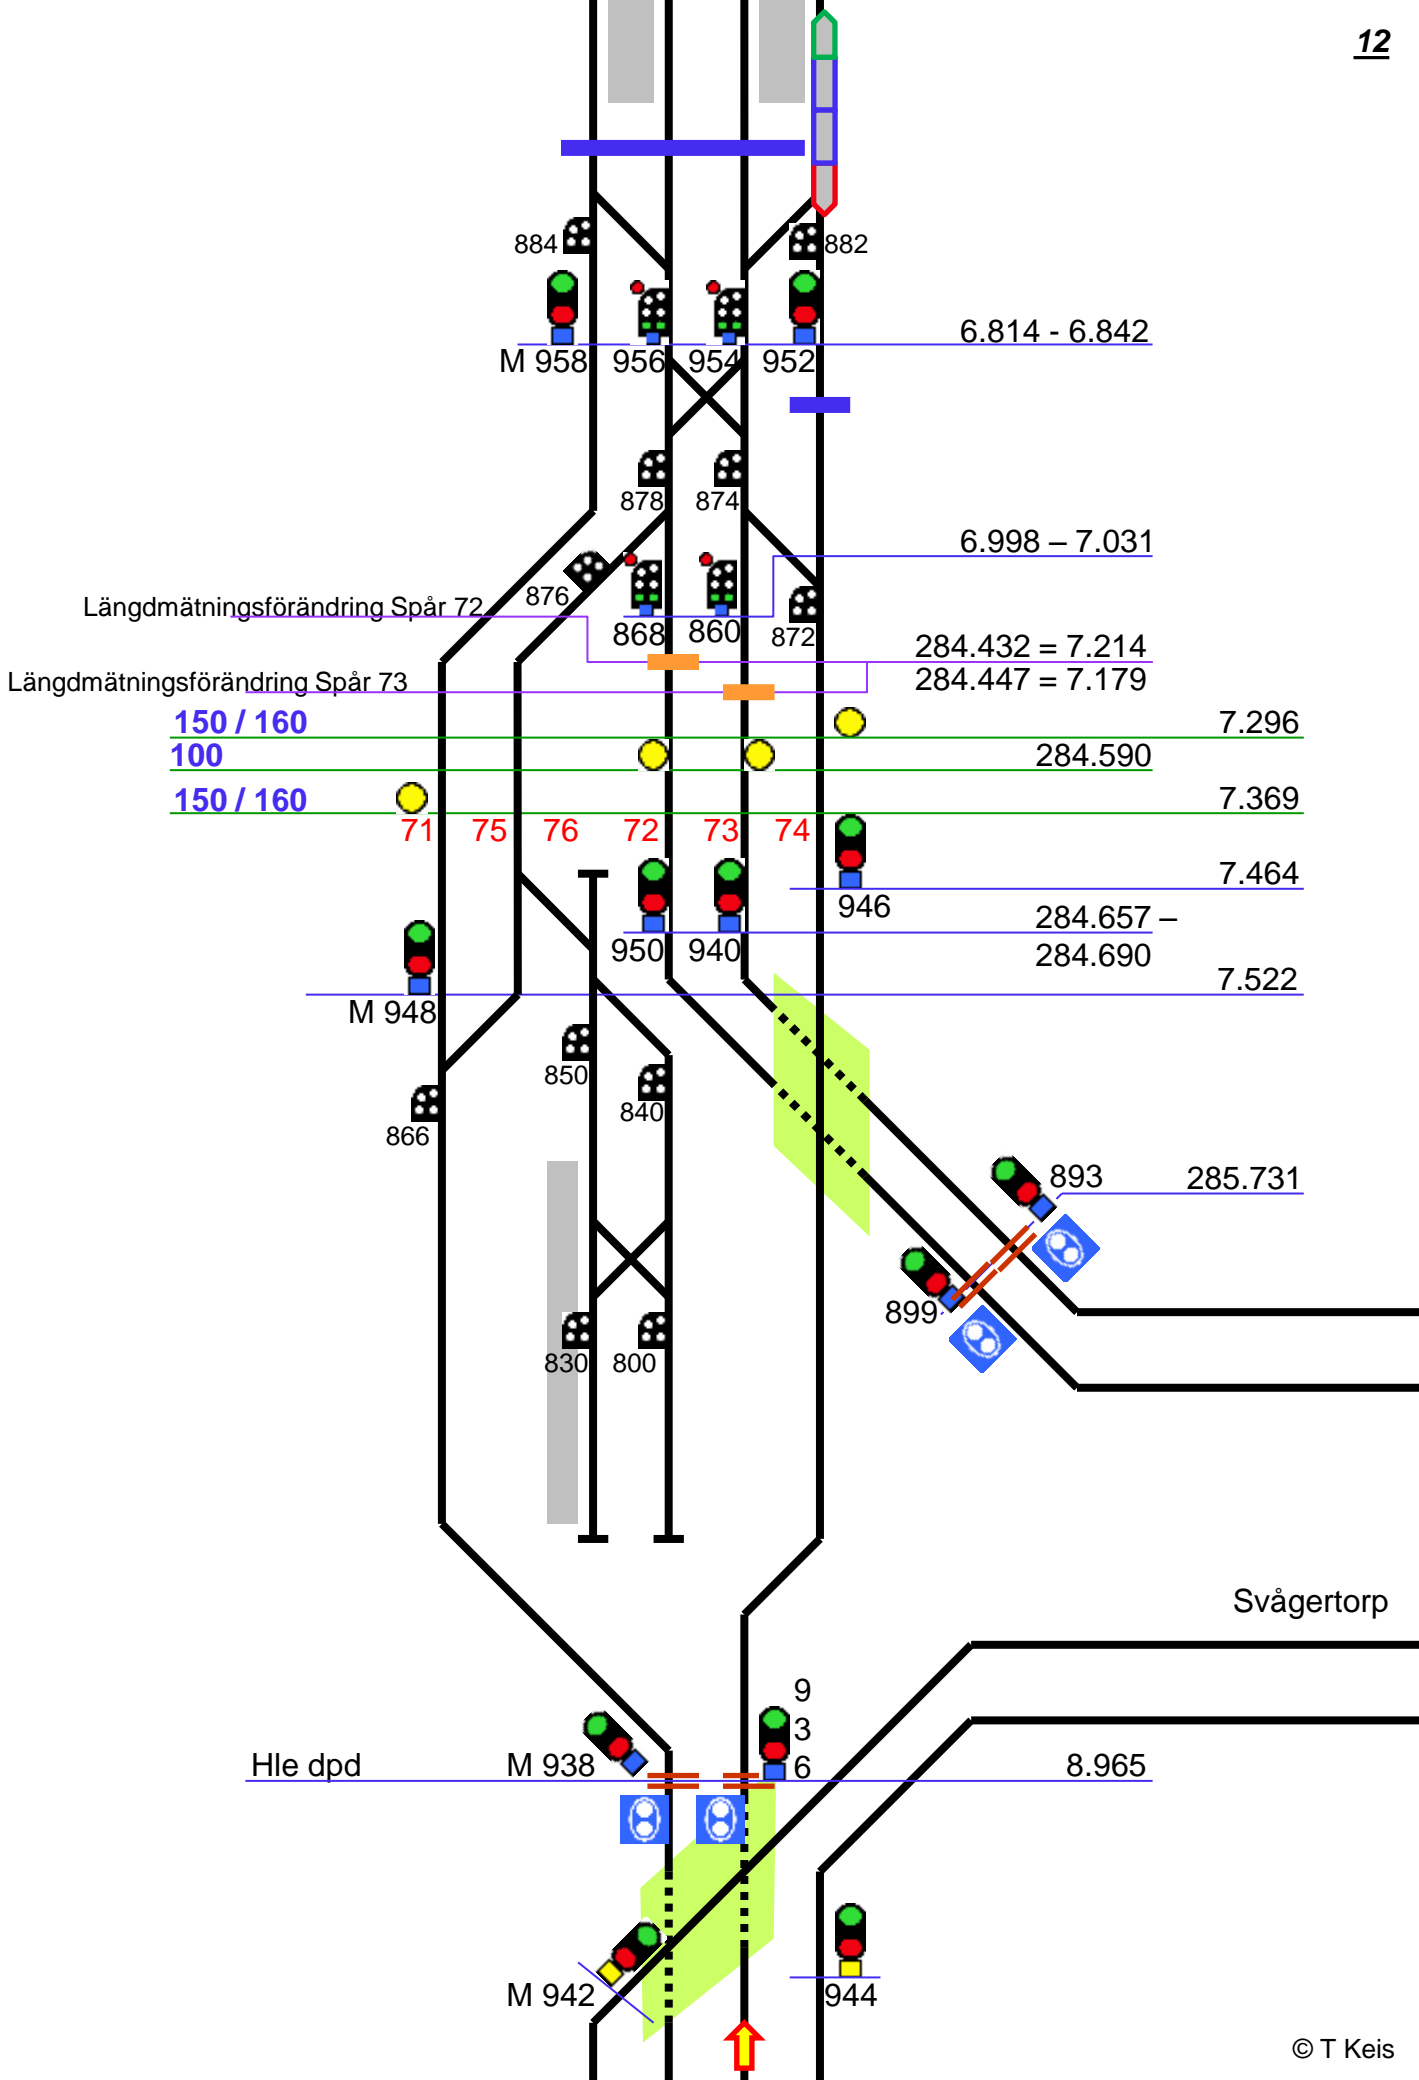 12
884
882
6.814 - 6.842
M 958
956
954
952
878
874
6.998 – 7.031
876
Längdmätningsförändring Spår 72
868
860
872
284.432 = 7.214
Längdmätningsförändring Spår 73
284.447 = 7.179
150 / 160
7.296
100
284.590
150 / 160
7.369
71
75
76
72
73
74
7.464
946
284.657 –
950
940
284.690
7.522
M 948
850
840
866
893
285.731
899
830
800
Svågertorp
9
3
6
Hle dpd
M 938
8.965
M 942
944
© T Keis